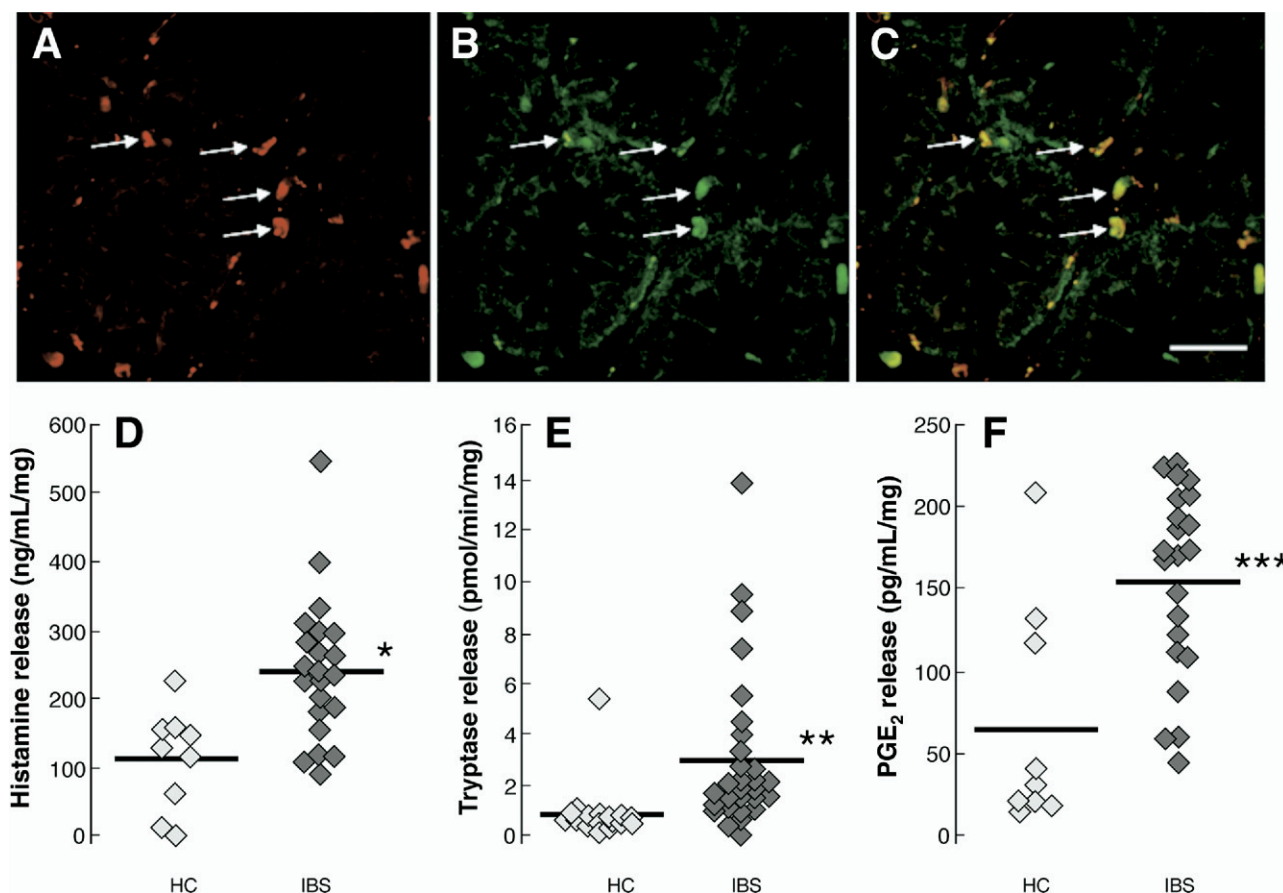 A
B
C
D
Histamine release (ng/mL/mg)
600
500
400
300
200
100
0
*
HC
IBS
E
Tryptase release (pmol/min/mg)
16
14
12
10
8
6
4
2
0
**
HC
IBS
F
PGE₂ release (pg/mL/mg)
250
200
150
100
50
0
***
HC
IBS